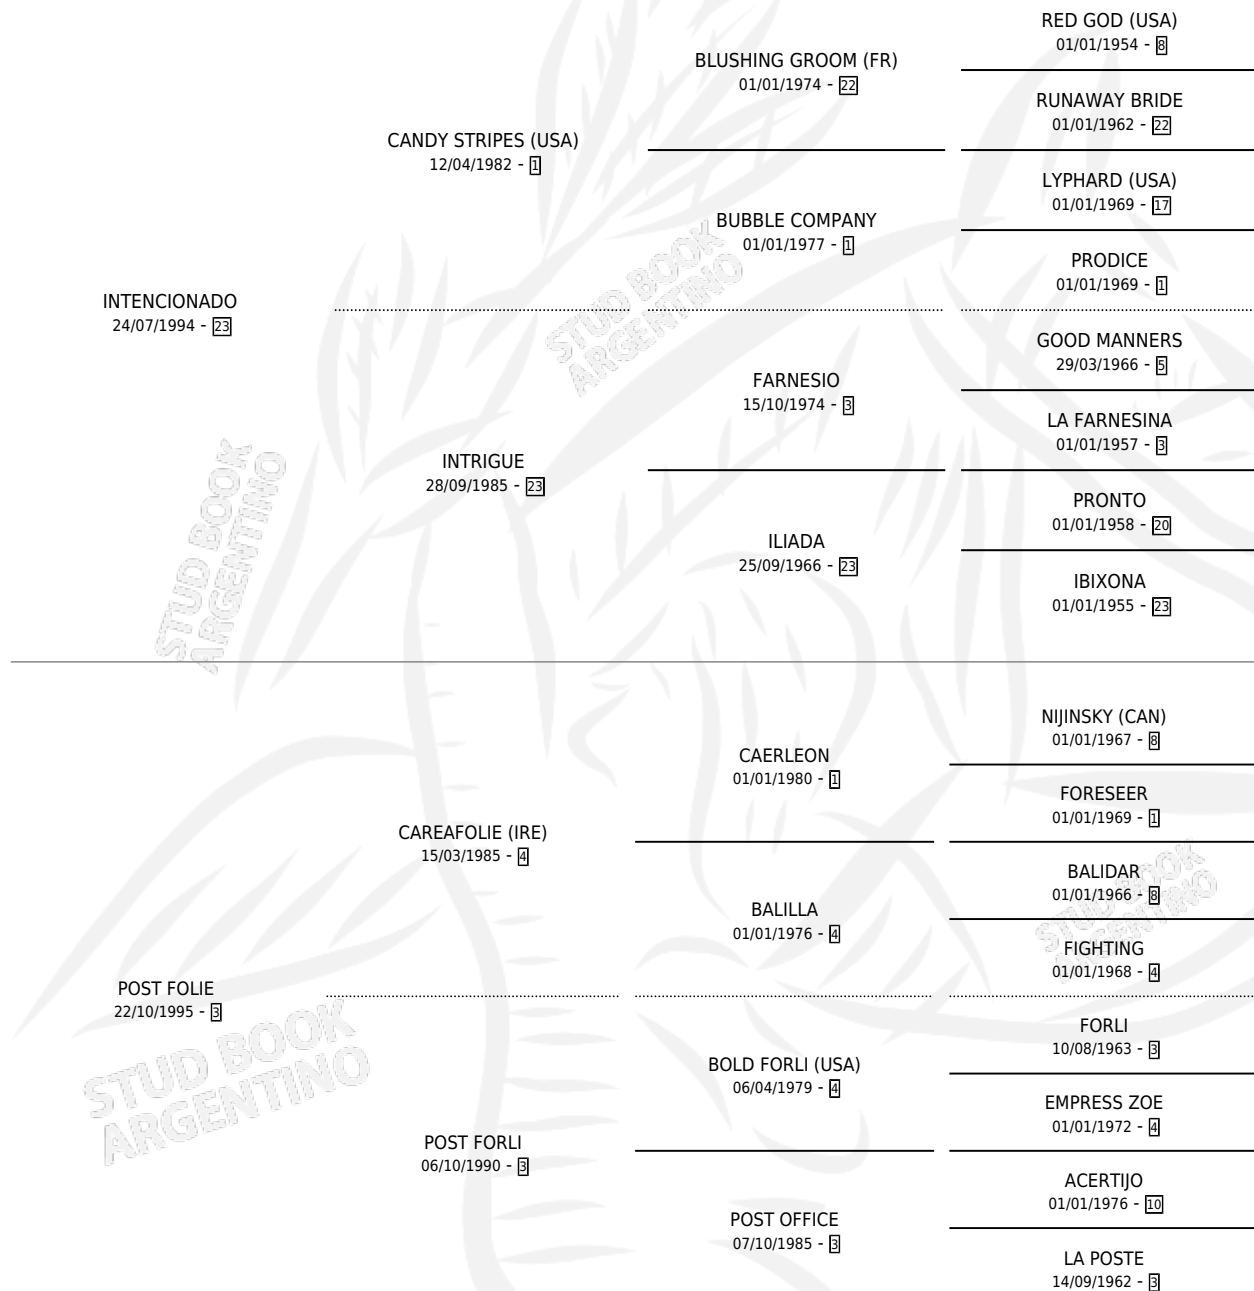 RED GOD (USA)
01/01/1954 - 8
BLUSHING GROOM (FR)
01/01/1974 - 22
RUNAWAY BRIDE
01/01/1962 - 22
CANDY STRIPES (USA)
12/04/1982 - 1
LYPHARD (USA)
01/01/1969 - 17
BUBBLE COMPANY
01/01/1977 - 1
PRODICE
01/01/1969 - 1
INTENCIONADO
24/07/1994 - 23
STUD BOOK
ARGENTINO
GOOD MANNERS
29/03/1966 - 5
FARNESIO
15/10/1974 - 3
LA FARNESINA
01/01/1957 - 3
INTRIGUE
28/09/1985 - 23
PRONTO
01/01/1958 - 20
ILIADA
25/09/1966 - 23
IBIXONA
01/01/1955 - 23
STUD BOOK
ARGENTINO
NIJINSKY (CAN)
01/01/1967 - 8
CAERLEON
01/01/1980 - 1
FORESEER
01/01/1969 - 1
CAREAFOLIE (IRE)
15/03/1985 - 4
BALIDAR
01/01/1966 - 8
STUD BOOK
ARGENTINO
BALILLA
01/01/1976 - 4
FIGHTING
01/01/1968 - 4
POST FOLIE
22/10/1995 - 3
STUD BOOK
ARGENTINO
FORLI
10/08/1963 - 3
BOLD FORLI (USA)
06/04/1979 - 4
EMPRESS ZOE
01/01/1972 - 4
POST FORLI
06/10/1990 - 3
ACERTIJO
01/01/1976 - 10
POST OFFICE
07/10/1985 - 3
LA POSTE
14/09/1962 - 3